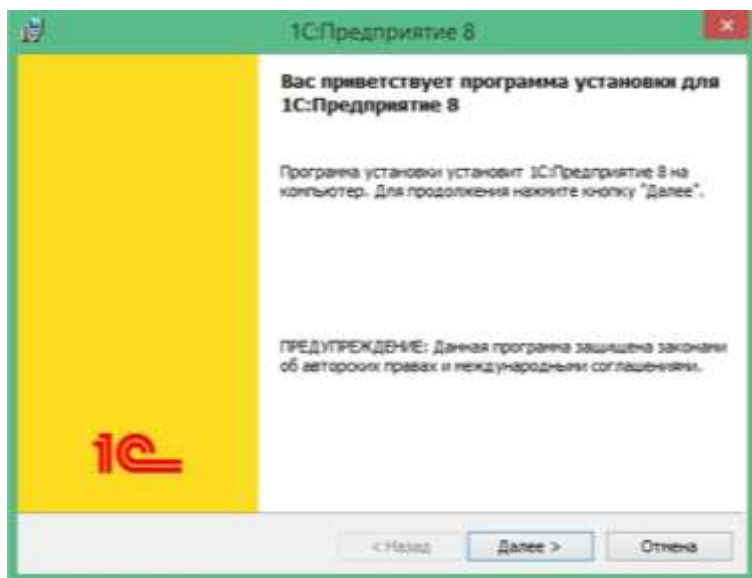 1С:Предприятие 8
Вас приветствует программа установки для
1С:Предприятие 8
Программа установки установит 1С:Предприятие 8 на
компьютер. Для продолжения нажмите кнопку "Далее".
ПРЕДУПРЕЖДЕНИЕ: Данная программа защищена законами
об авторских правах и международными соглашениями.
1С
< Назад
Далее >
Отмена